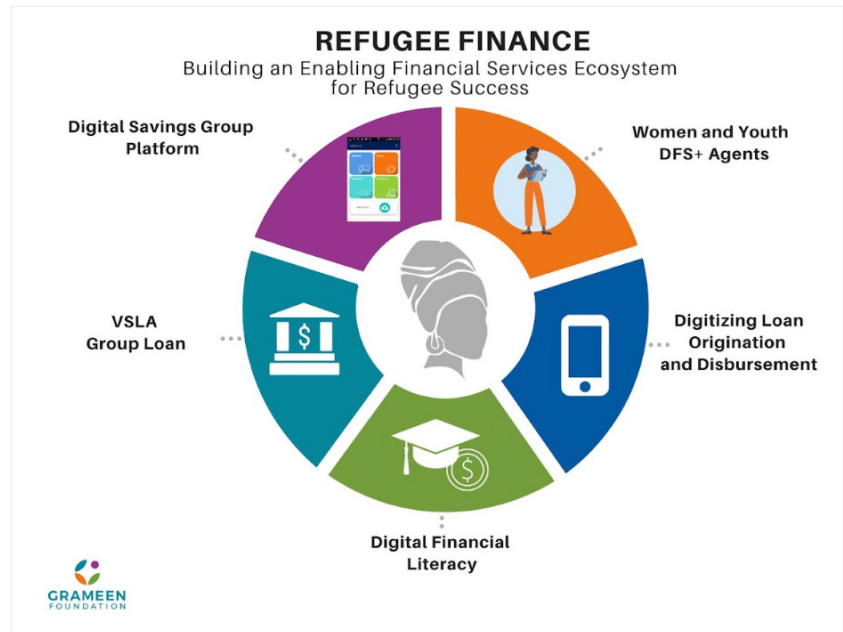 REFUGEE FINANCE
Building an Enabling Financial Services Ecosystem
for Refugee Success
Digital Savings Group
Platform
Women and Youth
DFS+ Agents
VSLA
Group Loan
$
Digitizing Loan
Origination
and Disbursement
$
Digital Financial
Literacy
GRAMEEN
FOUNDATION